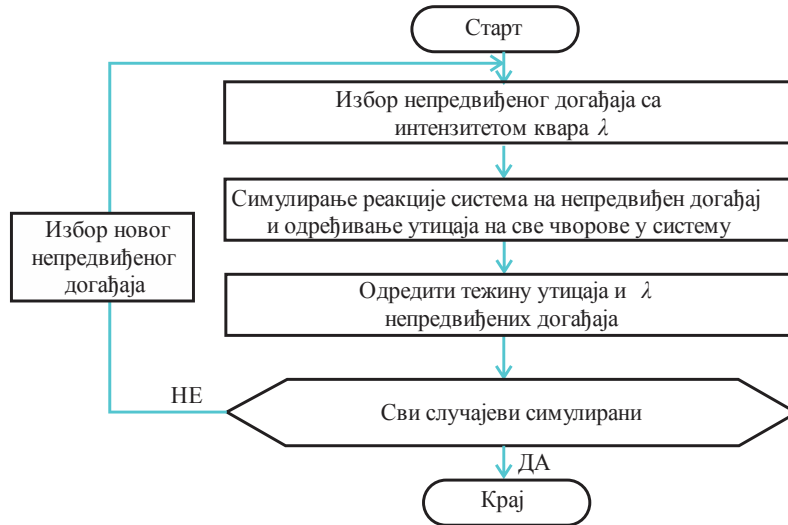 Старт
Избор непредвиђеног догађаја са
интензитетом квара λ
Симулирање реакције система на непредвиђен догађај
и одређивање утицаја на све чворове у систему
Избор новог
непредвиђеног
догађаја
Одредити тежину утицаја и λ
непредвиђених догађаја
НЕ
Сви случајеви симулирани
ДА
Крај